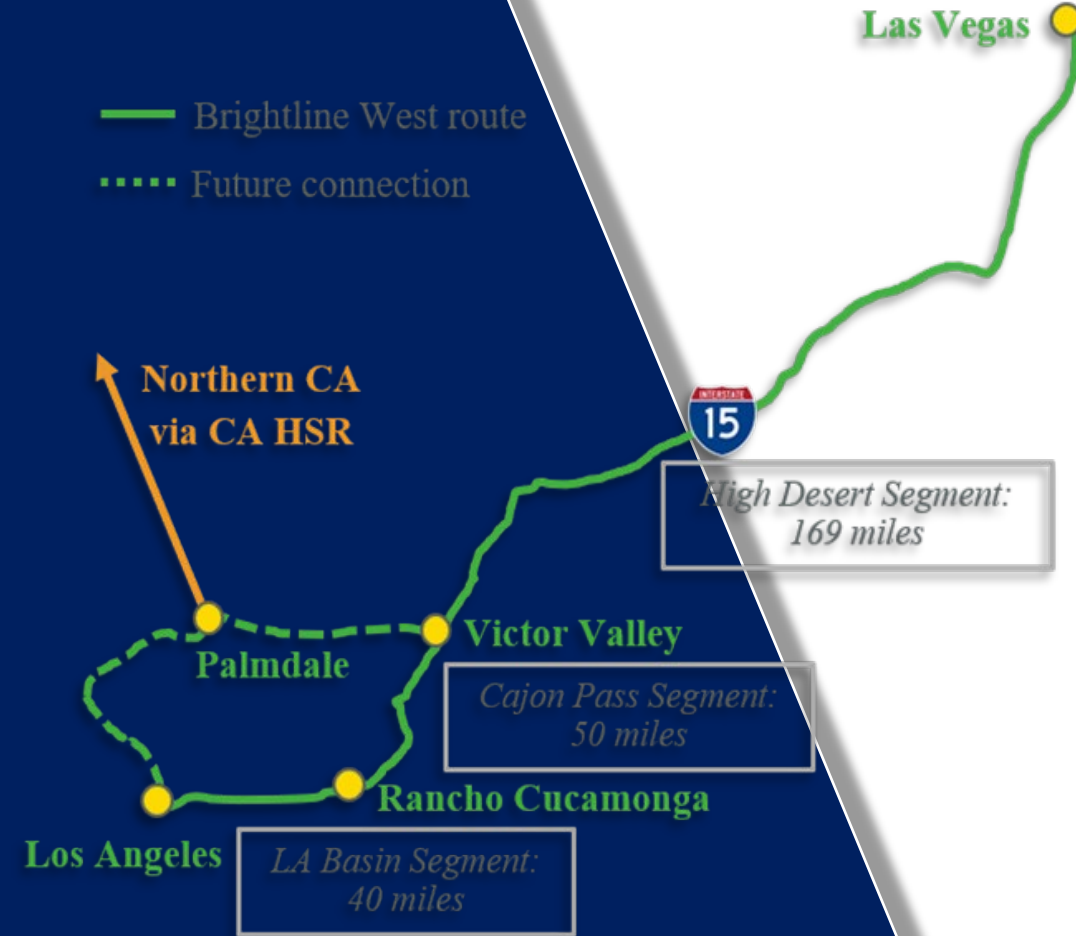 Las Vegas
Brightline West route
Future connection
Northern CA
via CA HSR
INTERSTATE
15
High Desert Segment:
169 miles
Palmdale
Victor Valley
Cajon Pass Segment:
50 miles
Rancho Cucamonga
Los Angeles
LA Basin Segment:
40 miles